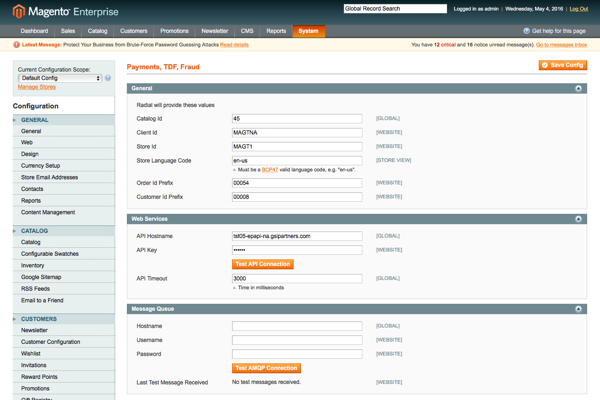 Magento Enterprise
Global Record Search
Logged in as admin | Wednesday, May 4, 2016 | Log Out
Dashboard Sales Catalog Customers Promotions Newsletter CMS Reports System
Get help for this page
Latest Message: Protect Your Business from Brute-Force Password Guessing Attacks Read details
You have 12 critical and 16 notice unread message(s). Go to messages inbox
Current Configuration Scope:
Default Config
Manage Stores
Configuration
GENERAL
General
Web
Design
Currency Setup
Store Email Addresses
Contacts
Reports
Content Management
CATALOG
Catalog
Configurable Swatches
Inventory
Google Sitemap
RSS Feeds
Email to a Friend
CUSTOMERS
Newsletter
Customer Configuration
Wishlist
Invitations
Reward Points
Promotions
Gift Registry
Payments, TDF, Fraud
Save Config
General
Radial will provide these values
Catalog Id 45 [GLOBAL]
Client Id MAGTNA [WEBSITE]
Store Id MAGT1 [WEBSITE]
Store Language Code en-us [STORE VIEW]
Must be a BCP47 valid language code, e.g. "en-us".
Order Id Prefix 00054 [WEBSITE]
Customer Id Prefix 00008 [WEBSITE]
Web Services
API Hostname tst05-epapi-na.gsipartners.com [GLOBAL]
API Key •••••• [WEBSITE]
Test API Connection
API Timeout 3000 [GLOBAL]
Time in milliseconds
Message Queue
Hostname [GLOBAL]
Username [WEBSITE]
Password [WEBSITE]
Test AMQP Connection
Last Test Message Received No test messages received. [WEBSITE]